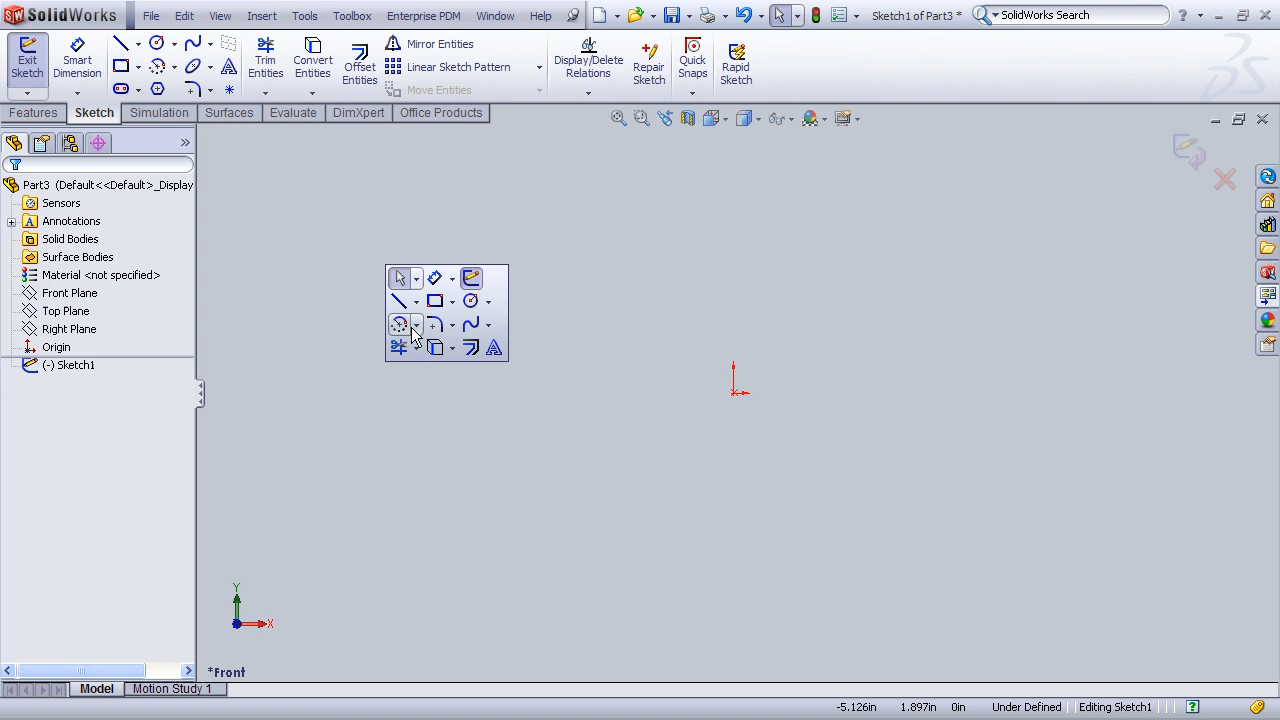 SolidWorks File Edit View Insert Tools Toolbox Enterprise PDM Window Help Sketch1 of Part3 * SolidWorks Search ?
Exit Sketch
Smart Dimension
Trim Entities
Convert Entities
Offset Entities
Mirror Entities
Linear Sketch Pattern
Move Entities
Display/Delete Relations
Repair Sketch
Quick Snaps
Rapid Sketch
Features Sketch Simulation Surfaces Evaluate DimXpert Office Products
Part3 (Default<<Default>_Display
Sensors
Annotations
Solid Bodies
Surface Bodies
Material <not specified>
Front Plane
Top Plane
Right Plane
Origin
(-) Sketch1
Y
X
*Front
Model Motion Study 1
-5.126in 1.897in 0in Under Defined Editing Sketch1 ?